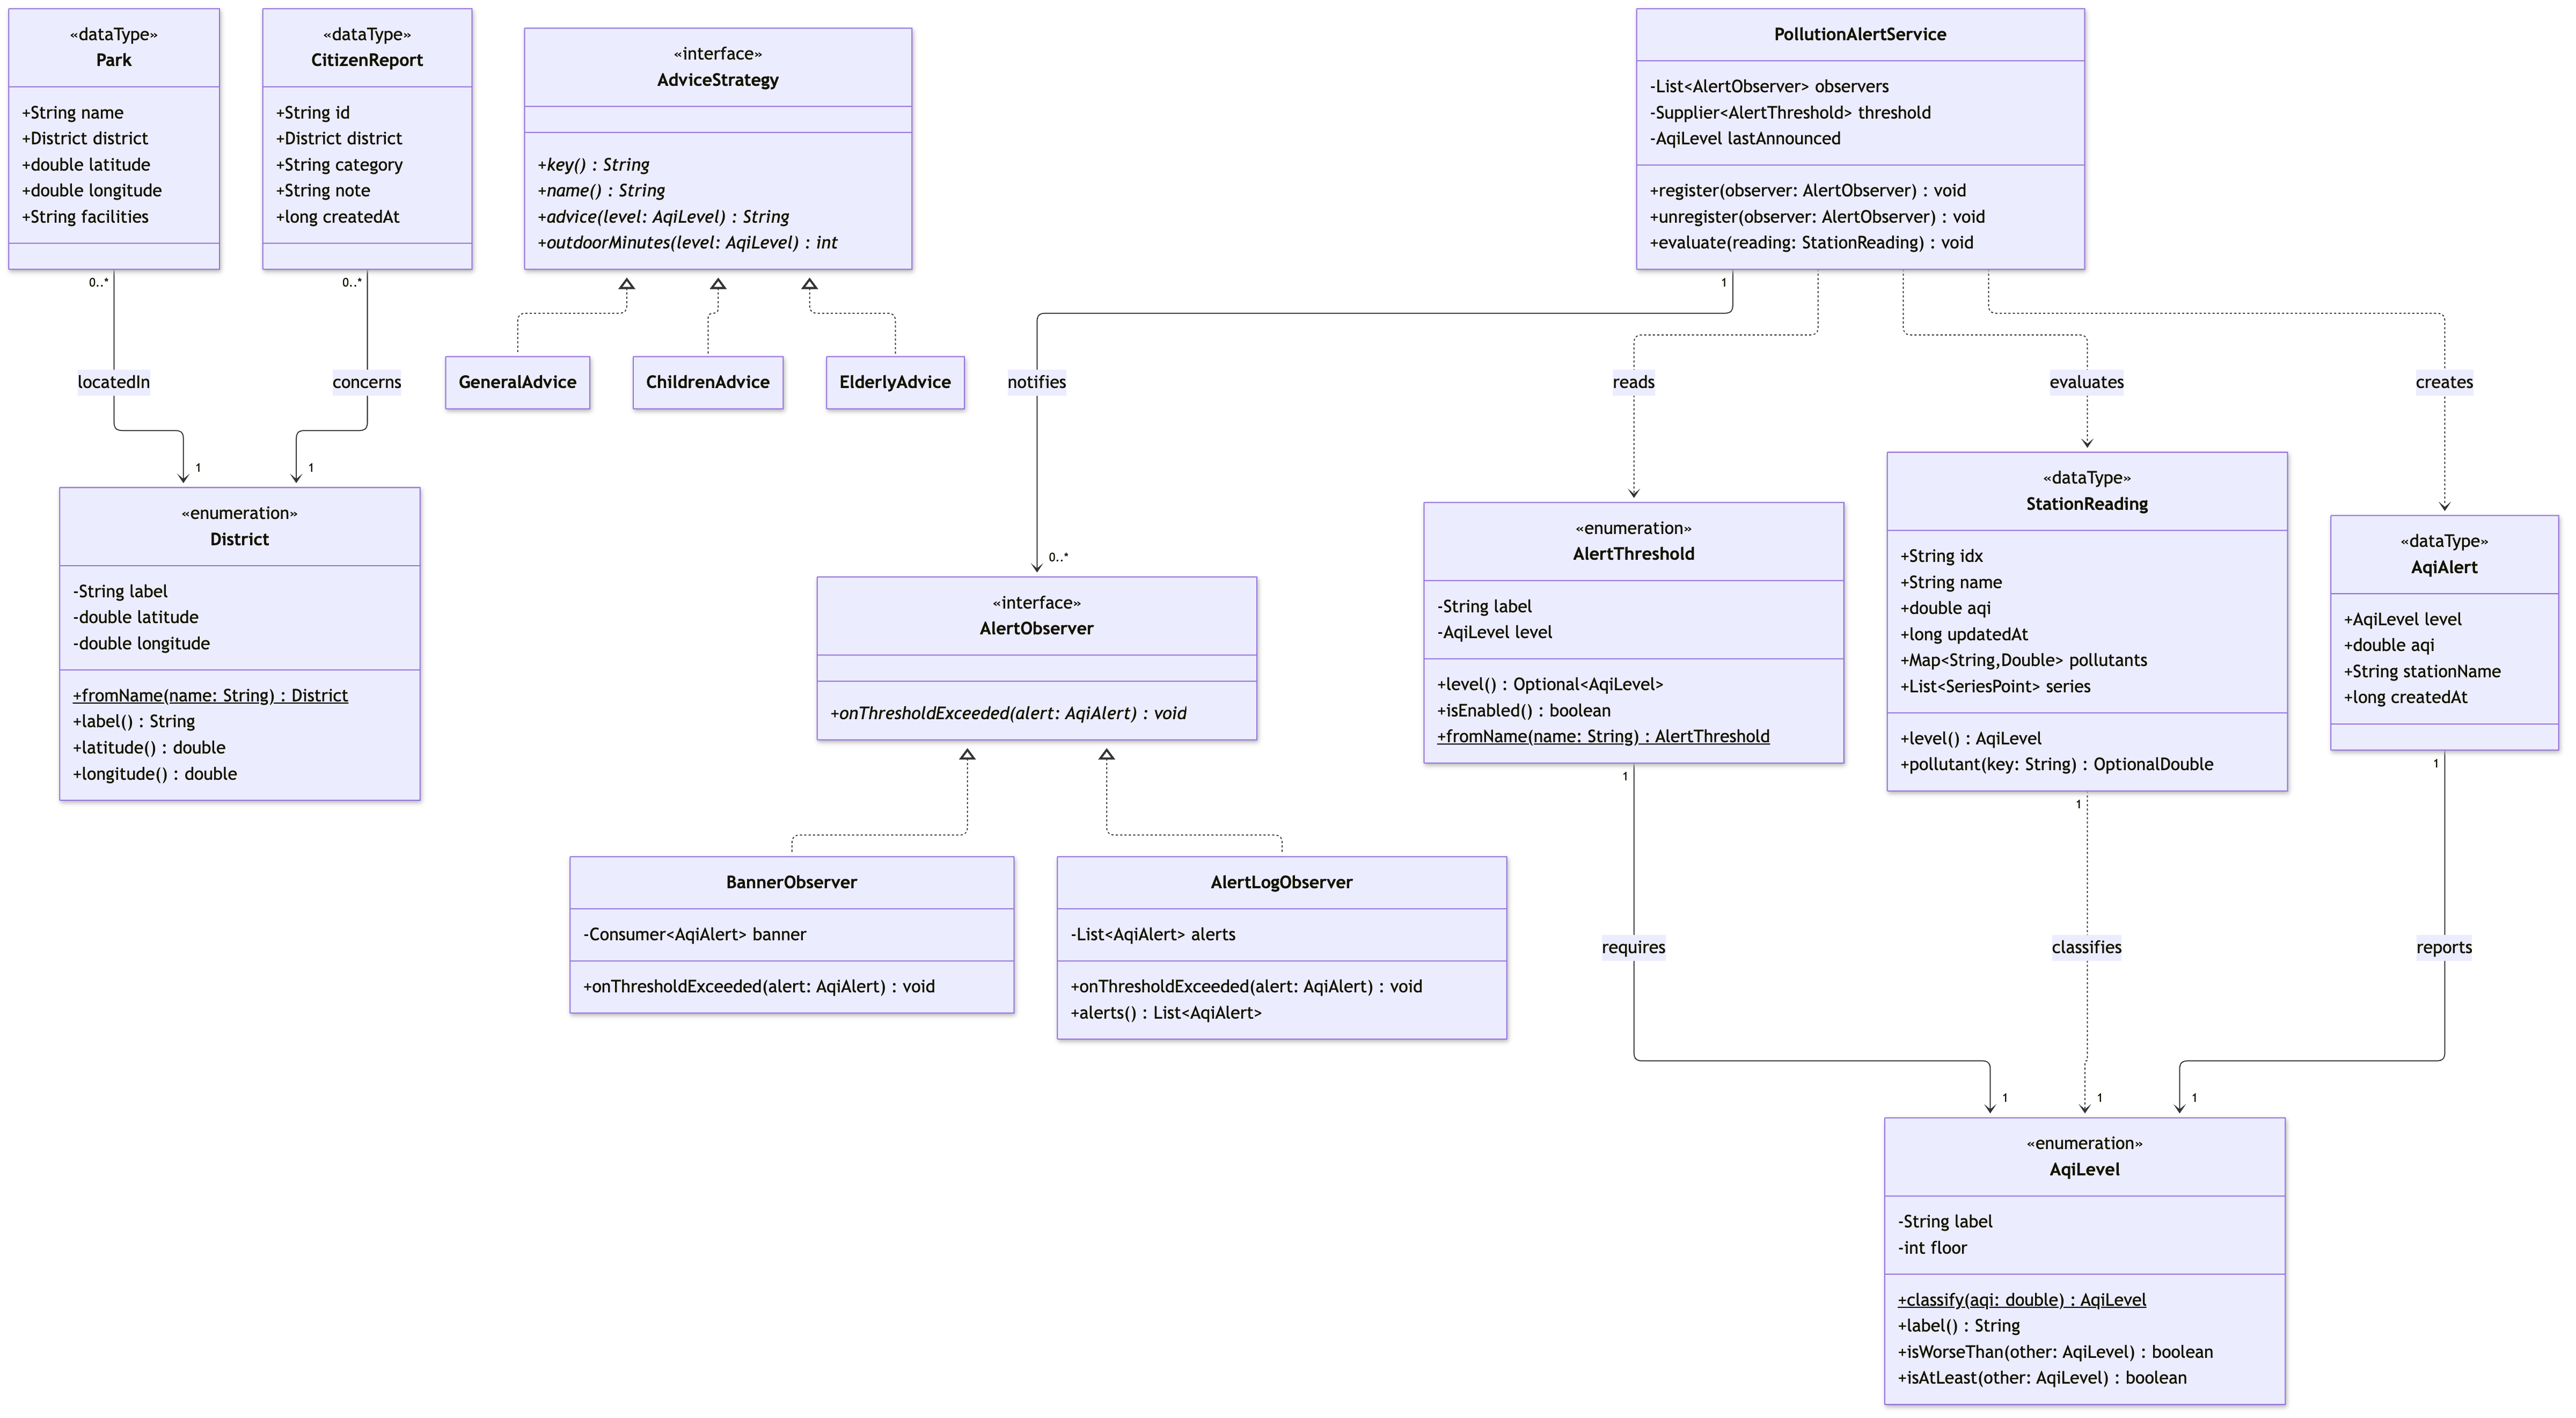 «dataType»
Park
+String name
+District district
+double latitude
+double longitude
+String facilities
«dataType»
CitizenReport
+String id
+District district
+String category
+String note
+long createdAt
«interface»
AdviceStrategy
+key() : String
+name() : String
+advice(level: AqiLevel) : String
+outdoorMinutes(level: AqiLevel) : int
PollutionAlertService
-List<AlertObserver> observers
-Supplier<AlertThreshold> threshold
-AqiLevel lastAnnounced
+register(observer: AlertObserver) : void
+unregister(observer: AlertObserver) : void
+evaluate(reading: StationReading) : void
0..*
0..*
1
locatedIn
concerns
GeneralAdvice
ChildrenAdvice
ElderlyAdvice
notifies
reads
evaluates
creates
1
1
0..*
«enumeration»
District
-String label
-double latitude
-double longitude
+fromName(name: String) : District
+label() : String
+latitude() : double
+longitude() : double
«interface»
AlertObserver
+onThresholdExceeded(alert: AqiAlert) : void
«enumeration»
AlertThreshold
-String label
-AqiLevel level
+level() : Optional<AqiLevel>
+isEnabled() : boolean
+fromName(name: String) : AlertThreshold
«dataType»
StationReading
+String idx
+String name
+double aqi
+long updatedAt
+Map<String,Double> pollutants
+List<SeriesPoint> series
+level() : AqiLevel
+pollutant(key: String) : OptionalDouble
«dataType»
AqiAlert
+AqiLevel level
+double aqi
+String stationName
+long createdAt
1
1
1
BannerObserver
-Consumer<AqiAlert> banner
+onThresholdExceeded(alert: AqiAlert) : void
AlertLogObserver
-List<AqiAlert> alerts
+onThresholdExceeded(alert: AqiAlert) : void
+alerts() : List<AqiAlert>
requires
classifies
reports
1
1
1
«enumeration»
AqiLevel
-String label
-int floor
+classify(aqi: double) : AqiLevel
+label() : String
+isWorseThan(other: AqiLevel) : boolean
+isAtLeast(other: AqiLevel) : boolean